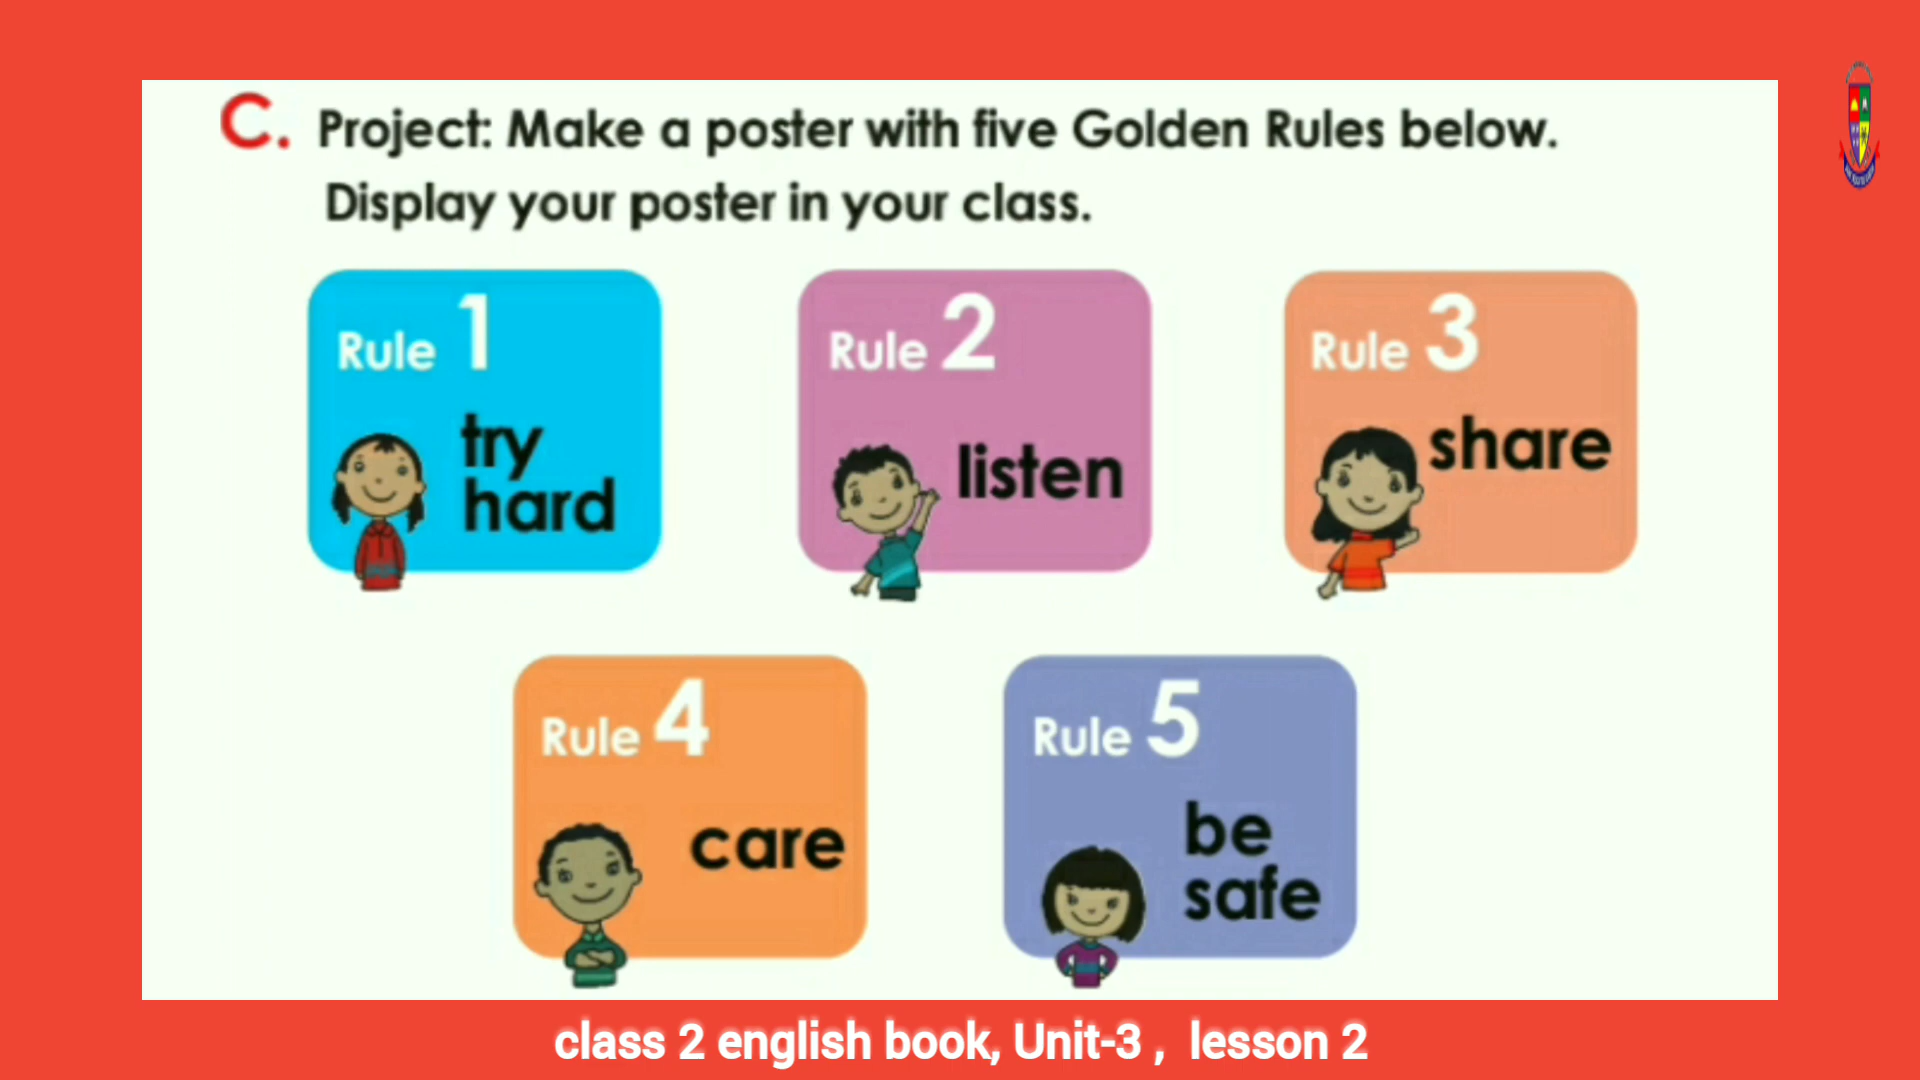 C. Project: Make a poster with five Golden Rules below.
Display your poster in your class.
Rule 1
try
hard
Rule 2
listen
Rule 3
share
Rule 4
care
Rule 5
be
safe
class 2 english book, Unit-3 , lesson 2